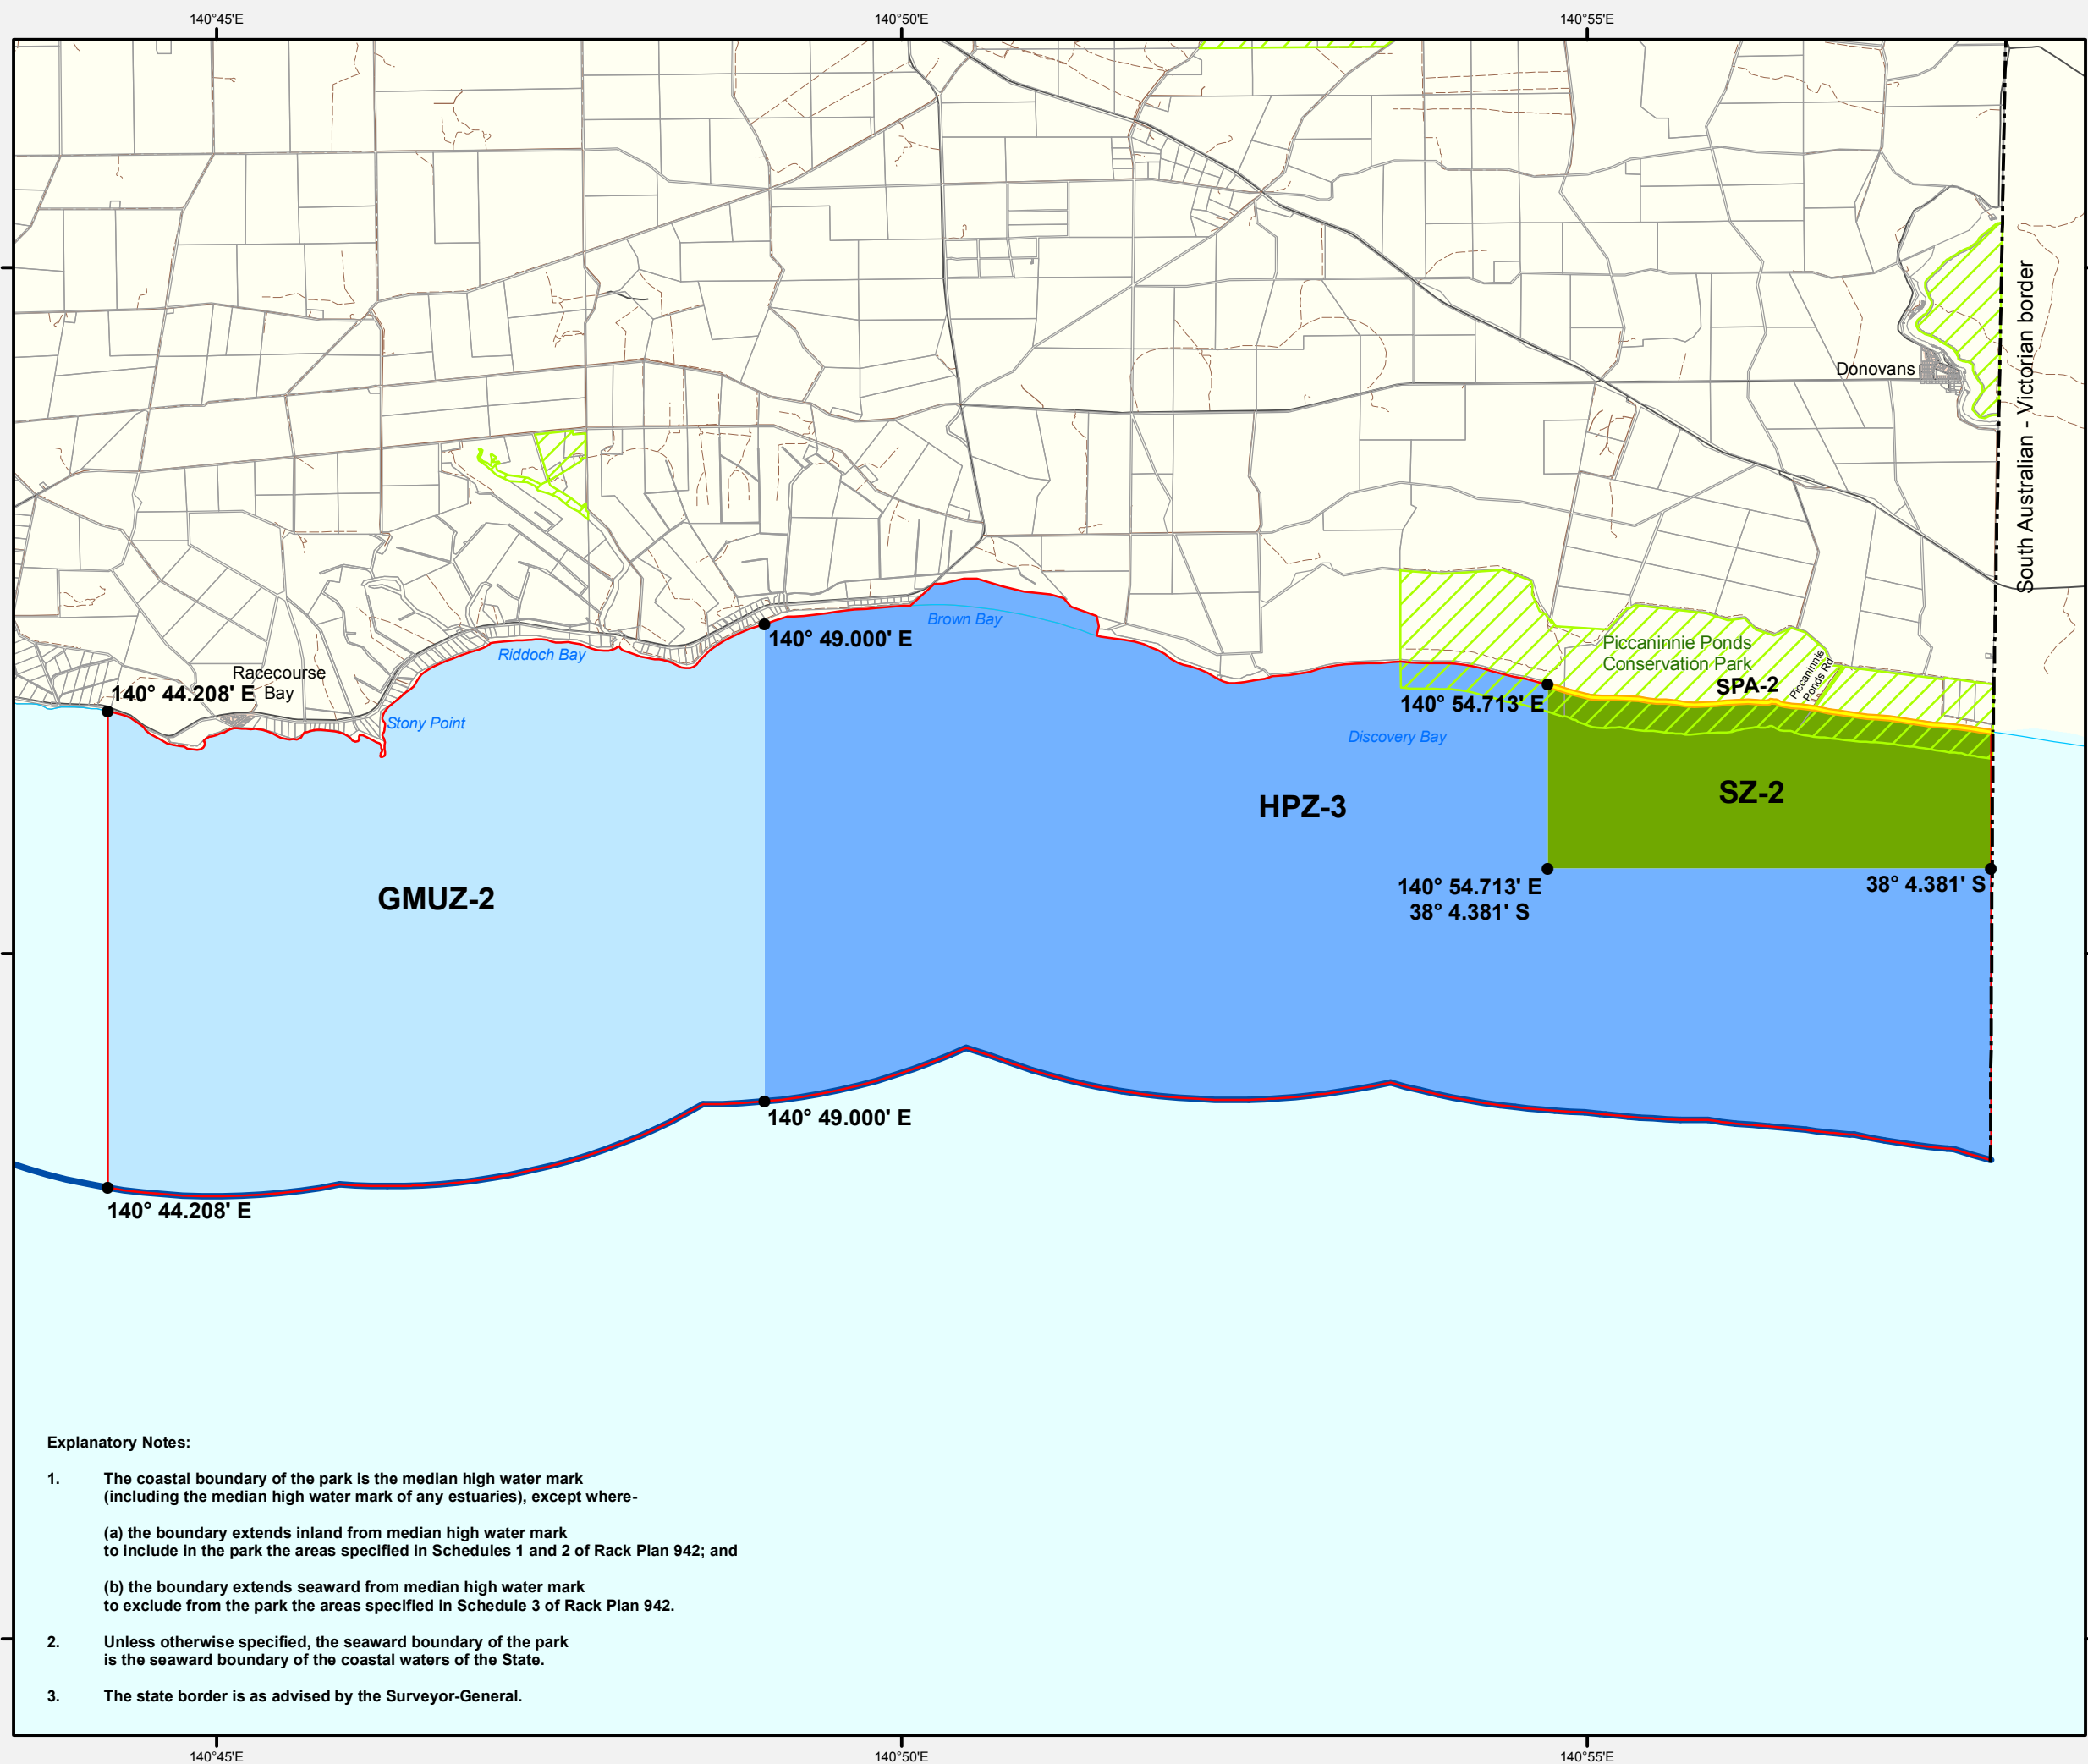 140°45'E
140°50'E
140°55'E
South Australian - Victorian border
Donovans
Brown Bay
140° 49.000' E
Riddoch Bay
Piccaninnie Ponds
Conservation Park
Piccaninnie
Ponds Rd
SPA-2
Racecourse
Bay
140° 44.208' E
Stony Point
140° 54.713' E
Discovery Bay
SZ-2
HPZ-3
GMUZ-2
140° 54.713' E
38° 4.381' S
38° 4.381' S
140° 49.000' E
140° 44.208' E
Explanatory Notes:
1. The coastal boundary of the park is the median high water mark
(including the median high water mark of any estuaries), except where-
(a) the boundary extends inland from median high water mark
to include in the park the areas specified in Schedules 1 and 2 of Rack Plan 942; and
(b) the boundary extends seaward from median high water mark
to exclude from the park the areas specified in Schedule 3 of Rack Plan 942.
2. Unless otherwise specified, the seaward boundary of the park
is the seaward boundary of the coastal waters of the State.
3. The state border is as advised by the Surveyor-General.
140°45'E
140°50'E
140°55'E